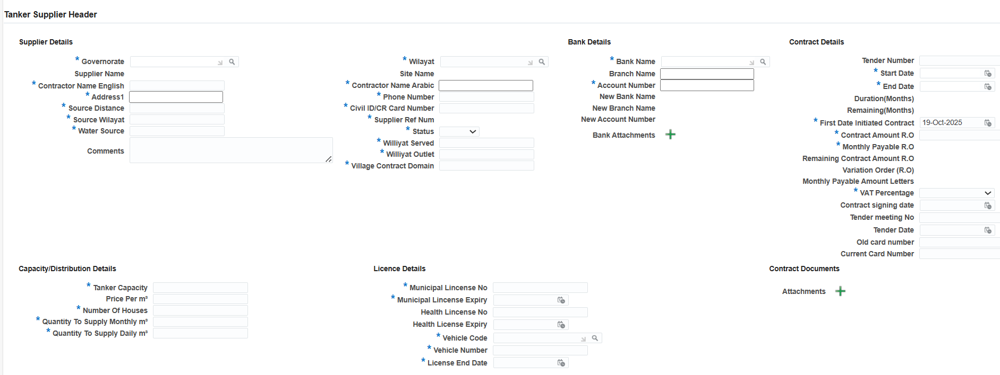 Tanker Supplier Header
Supplier Details
* Governorate
Supplier Name
* Contractor Name English
* Address1
* Source Distance
* Source Wilayat
* Water Source
Comments
* Wilayat
Site Name
* Contractor Name Arabic
* Phone Number
* Civil ID/CR Card Number
* Supplier Ref Num
* Status
* Williyat Served
* Williyat Outlet
* Village Contract Domain
Bank Details
* Bank Name
Branch Name
* Account Number
New Bank Name
New Branch Name
New Account Number
Bank Attachments
Contract Details
Tender Number
* Start Date
* End Date
Duration(Months)
Remaining(Months)
* First Date Initiated Contract 19-Oct-2025
* Contract Amount R.O
* Monthly Payable R.O
Remaining Contract Amount R.O
Variation Order (R.O)
Monthly Payable Amount Letters
* VAT Percentage
Contract signing date
Tender meeting No
Tender Date
Old card number
Current Card Number
Capacity/Distribution Details
* Tanker Capacity
Price Per m³
* Number Of Houses
* Quantity To Supply Monthly m³
* Quantity To Supply Daily m³
Licence Details
* Municipal Lincense No
* Municipal Lincense Expiry
Health Lincense No
Health License Expiry
* Vehicle Code
* Vehicle Number
* License End Date
Contract Documents
Attachments